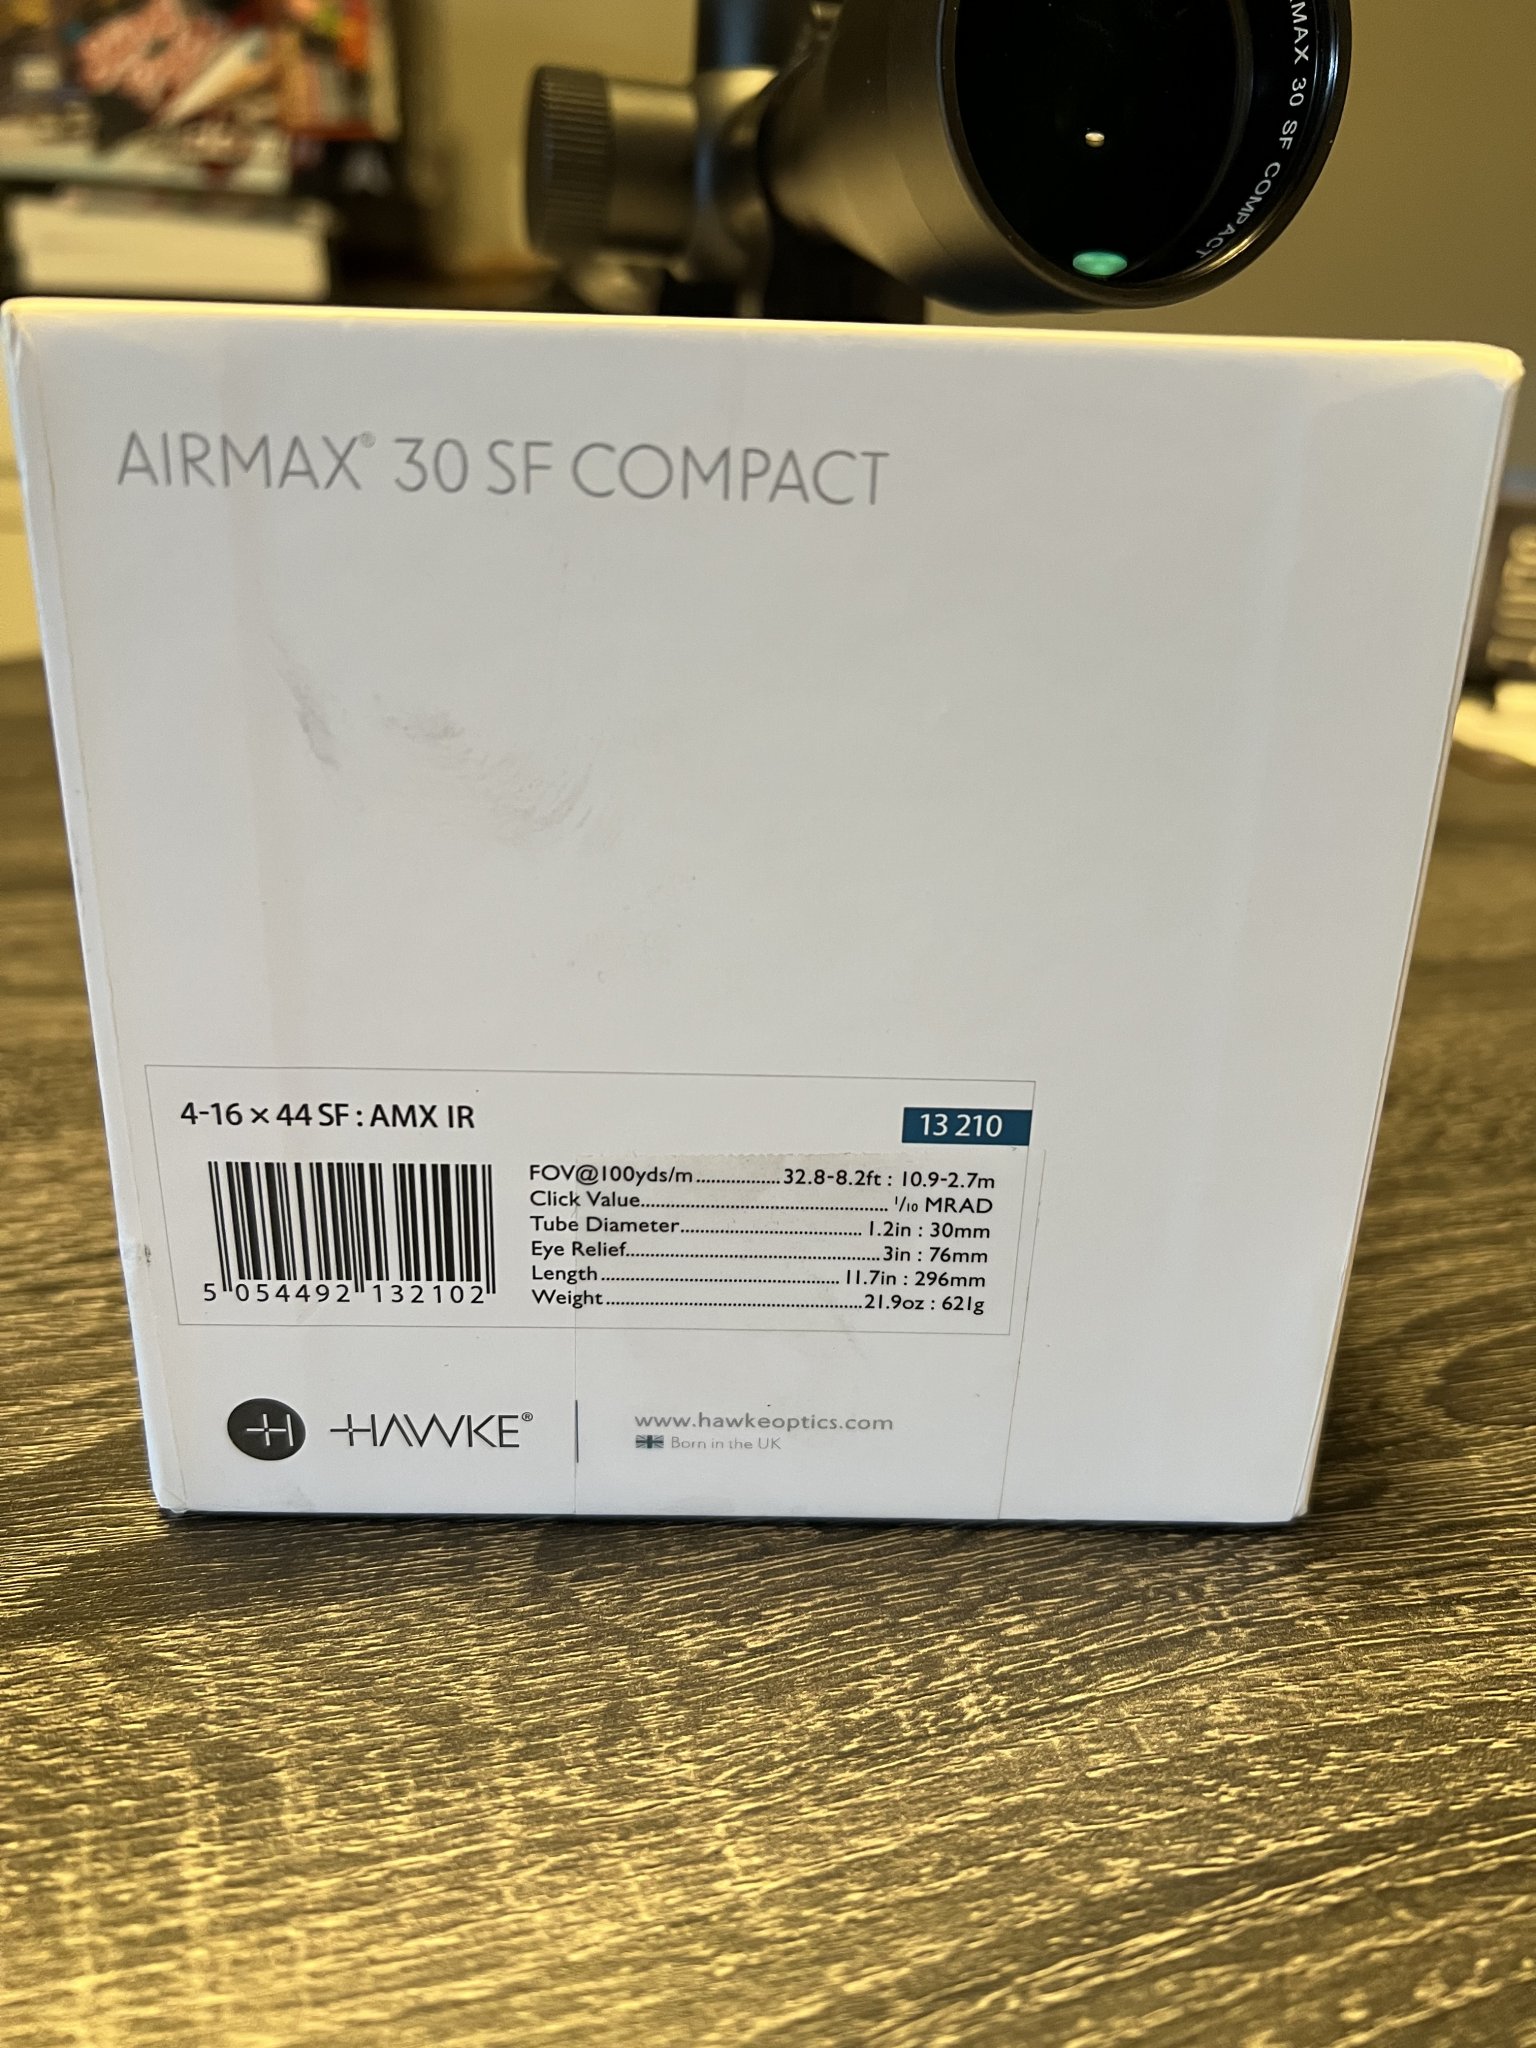 MAX 30 SF COMPACT
AIRMAX® 30 SF COMPACT
4-16 × 44 SF : AMX IR
13 210
FOV@100yds/m................32.8-8.2ft : 10.9-2.7m
Click Value................ 1/10 MRAD
Tube Diameter................ 1.2in : 30mm
Eye Relief................3in : 76mm
Length................ 11.7in : 296mm
Weight................21.9oz : 621g
5 054492 132102
HAWKE®
www.hawkeoptics.com
Born in the UK